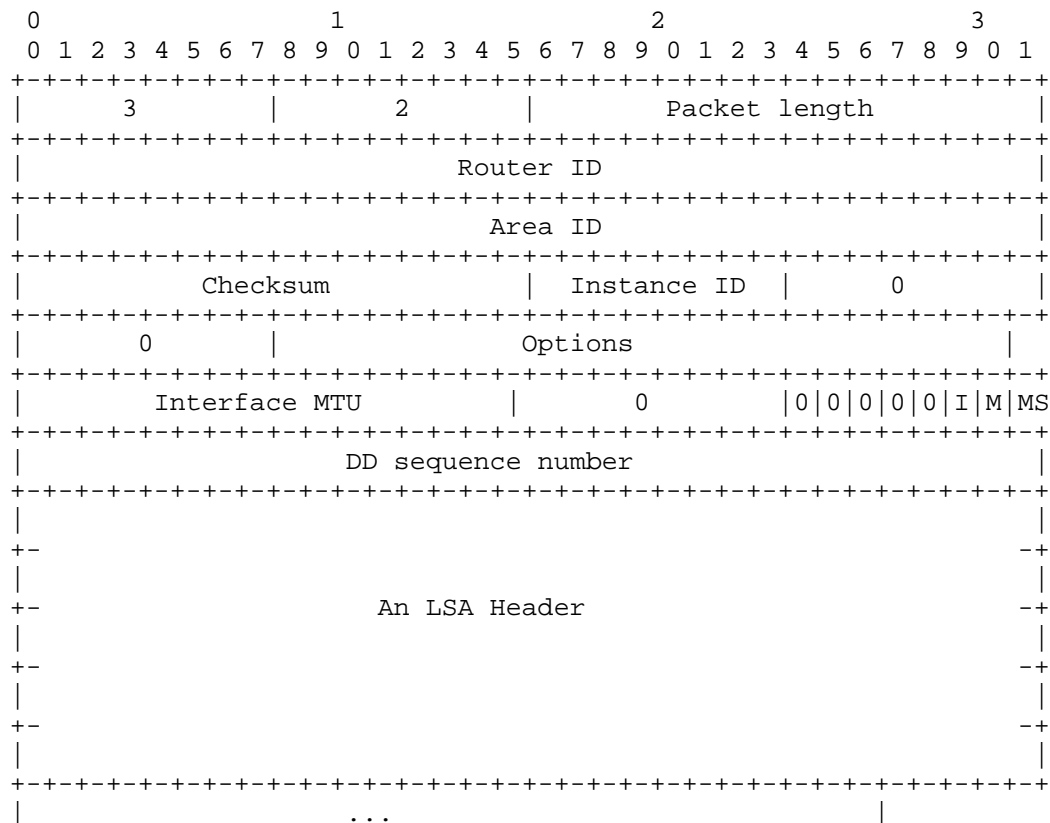 0                   1                   2                   3
 0 1 2 3 4 5 6 7 8 9 0 1 2 3 4 5 6 7 8 9 0 1 2 3 4 5 6 7 8 9 0 1
+-+-+-+-+-+-+-+-+-+-+-+-+-+-+-+-+-+-+-+-+-+-+-+-+-+-+-+-+-+-+-+-+
|      3        |       2       |        Packet length          |
+-+-+-+-+-+-+-+-+-+-+-+-+-+-+-+-+-+-+-+-+-+-+-+-+-+-+-+-+-+-+-+-+
|                           Router ID                           |
+-+-+-+-+-+-+-+-+-+-+-+-+-+-+-+-+-+-+-+-+-+-+-+-+-+-+-+-+-+-+-+-+
|                             Area ID                           |
+-+-+-+-+-+-+-+-+-+-+-+-+-+-+-+-+-+-+-+-+-+-+-+-+-+-+-+-+-+-+-+-+
|           Checksum            |  Instance ID  |      0        |
+-+-+-+-+-+-+-+-+-+-+-+-+-+-+-+-+-+-+-+-+-+-+-+-+-+-+-+-+-+-+-+-+
|       0       |               Options                       |
+-+-+-+-+-+-+-+-+-+-+-+-+-+-+-+-+-+-+-+-+-+-+-+-+-+-+-+-+-+-+-+-+
|        Interface MTU         |       0        |0|0|0|0|0|I|M|MS
+-+-+-+-+-+-+-+-+-+-+-+-+-+-+-+-+-+-+-+-+-+-+-+-+-+-+-+-+-+-+-+-+
|                    DD sequence number                         |
+-+-+-+-+-+-+-+-+-+-+-+-+-+-+-+-+-+-+-+-+-+-+-+-+-+-+-+-+-+-+-+-+
|                                                               |
+-                                                             -+
|                                                               |
+-                     An LSA Header                           -+
|                                                               |
+-                                                             -+
|                                                               |
+-                                                             -+
|                                                               |
+-+-+-+-+-+-+-+-+-+-+-+-+-+-+-+-+-+-+-+-+-+-+-+-+-+-+-+-+-+-+-+-+
|                    ...                              |